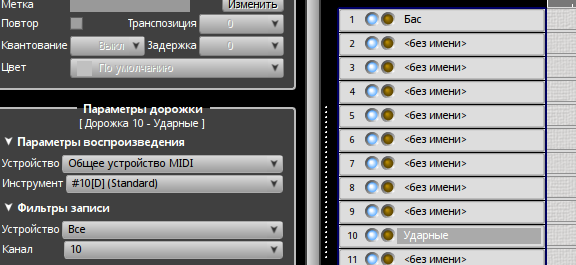 Метка Изменить
Повтор Транспозиция 0
Квантование Выкл Задержка 0
Цвет По умолчанию
Параметры дорожки
[ Дорожка 10 - Ударные ]
Параметры воспроизведения
Устройство Общее устройство MIDI
Инструмент #10[D] (Standard)
Фильтры записи
Устройство Все
Канал 10
1 Бас
2 <без имени>
3 <без имени>
4 <без имени>
5 <без имени>
6 <без имени>
7 <без имени>
8 <без имени>
9 <без имени>
10 Ударные
11 <без имени>